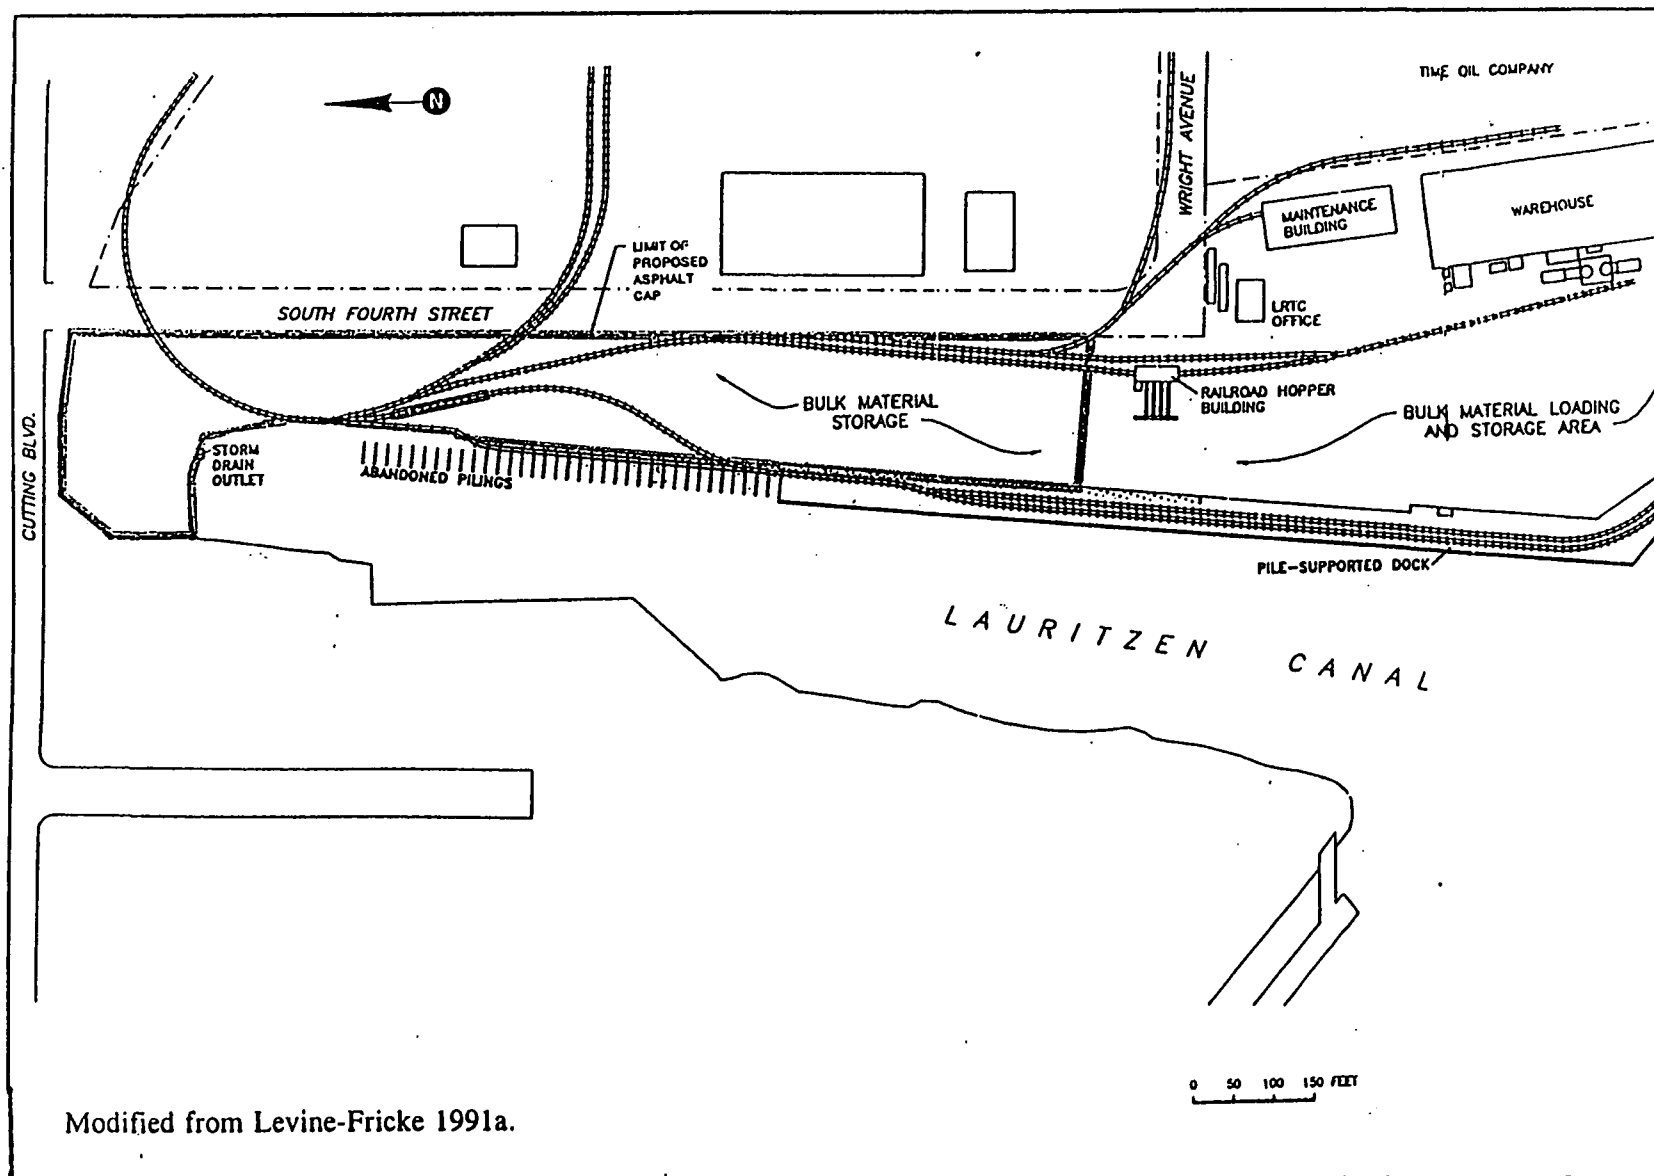 TIME OIL COMPANY
N
WRIGHT AVENUE
MAINTENANCE
BUILDING
WAREHOUSE
LIMIT OF
PROPOSED
ASPHALT
CAP
SOUTH FOURTH STREET
LRTC
OFFICE
RAILROAD HOPPER
BUILDING
BULK MATERIAL
STORAGE
BULK MATERIAL LOADING
AND STORAGE AREA
CUTTING BLVD.
STORM
DRAIN
OUTLET
ABANDONED PILINGS
PILE-SUPPORTED DOCK
LAURITZEN CANAL
0 50 100 150 FEET
Modified from Levine-Fricke 1991a.